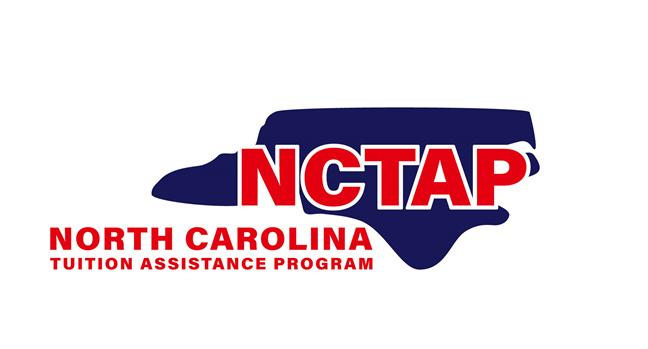 NCTAP
NORTH CAROLINA
TUITION ASSISTANCE PROGRAM